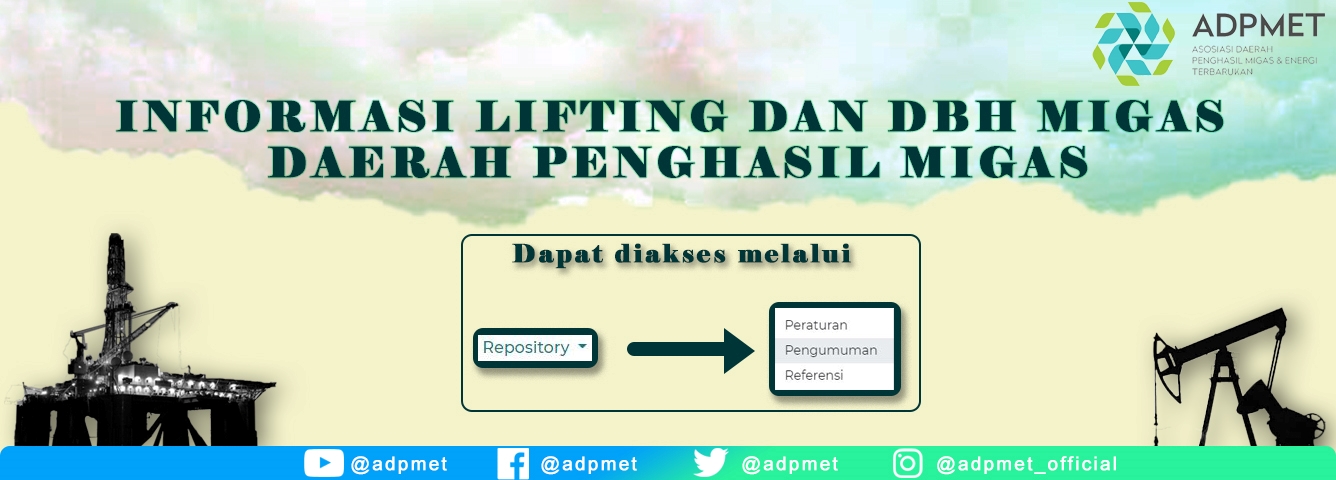 ADPMET
ASOSIASI DAERAH
PENGHASIL MIGAS & ENERGI
TERBARUKAN
INFORMASI LIFTING DAN DBH MIGAS
DAERAH PENGHASIL MIGAS
Dapat diakses melalui
Repository
Peraturan
Pengumuman
Referensi
@adpmet
@adpmet
@adpmet
@adpmet_official